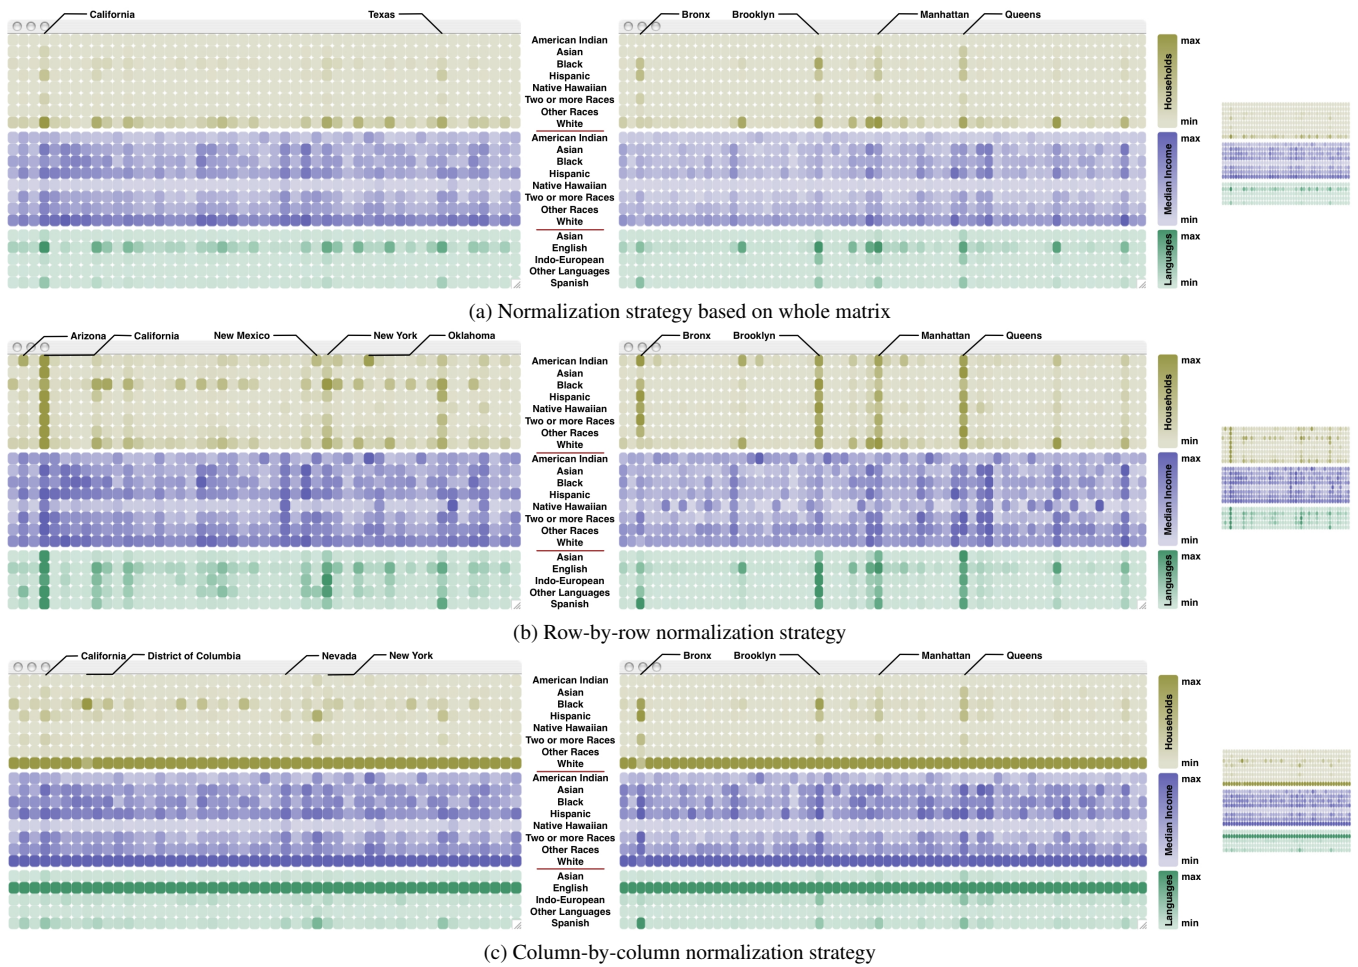 California
Texas
Bronx
Brooklyn
Manhattan
Queens
American Indian
Asian
Black
Hispanic
Native Hawaiian
Two or more Races
Other Races
White
American Indian
Asian
Black
Hispanic
Native Hawaiian
Two or more Races
Other Races
White
Asian
English
Indo-European
Other Languages
Spanish
Households
max
min
Median Income
max
min
Languages
max
min
(a) Normalization strategy based on whole matrix
Arizona
California
New Mexico
New York
Oklahoma
Bronx
Brooklyn
Manhattan
Queens
American Indian
Asian
Black
Hispanic
Native Hawaiian
Two or more Races
Other Races
White
American Indian
Asian
Black
Hispanic
Native Hawaiian
Two or more Races
Other Races
White
Asian
English
Indo-European
Other Languages
Spanish
Households
max
min
Median Income
max
min
Languages
max
min
(b) Row-by-row normalization strategy
California
District of Columbia
Nevada
New York
Bronx
Brooklyn
Manhattan
Queens
American Indian
Asian
Black
Hispanic
Native Hawaiian
Two or more Races
Other Races
White
American Indian
Asian
Black
Hispanic
Native Hawaiian
Two or more Races
Other Races
White
Asian
English
Indo-European
Other Languages
Spanish
Households
max
min
Median Income
max
min
Languages
max
min
(c) Column-by-column normalization strategy